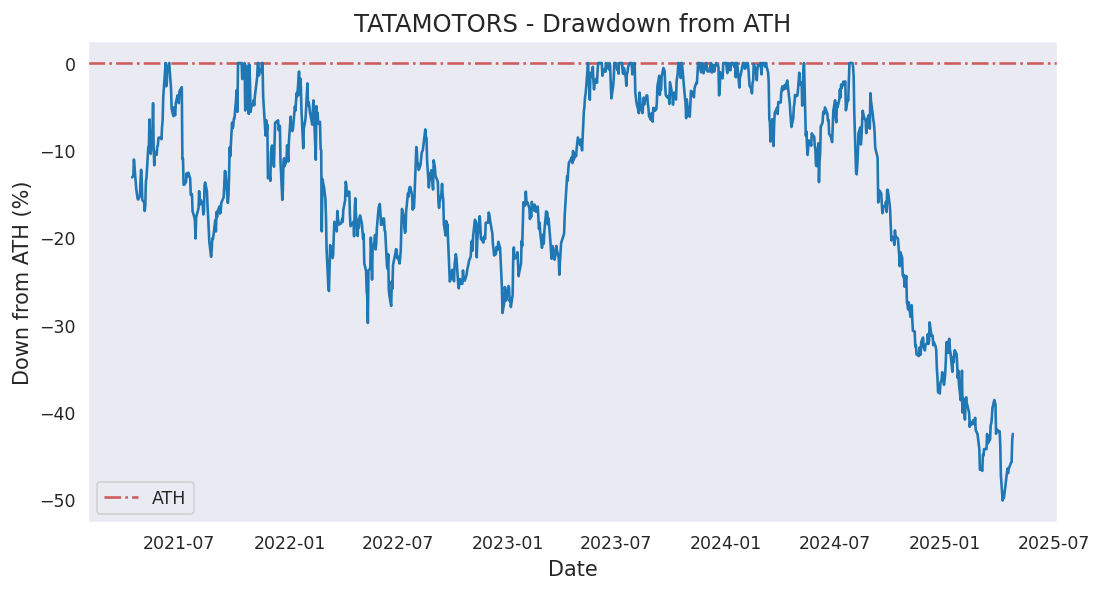 TATAMOTORS - Drawdown from ATH
Down from ATH (%)
0
−10
−20
−30
−40
−50
ATH
2021-07 2022-01 2022-07 2023-01 2023-07 2024-01 2024-07 2025-01 2025-07
Date